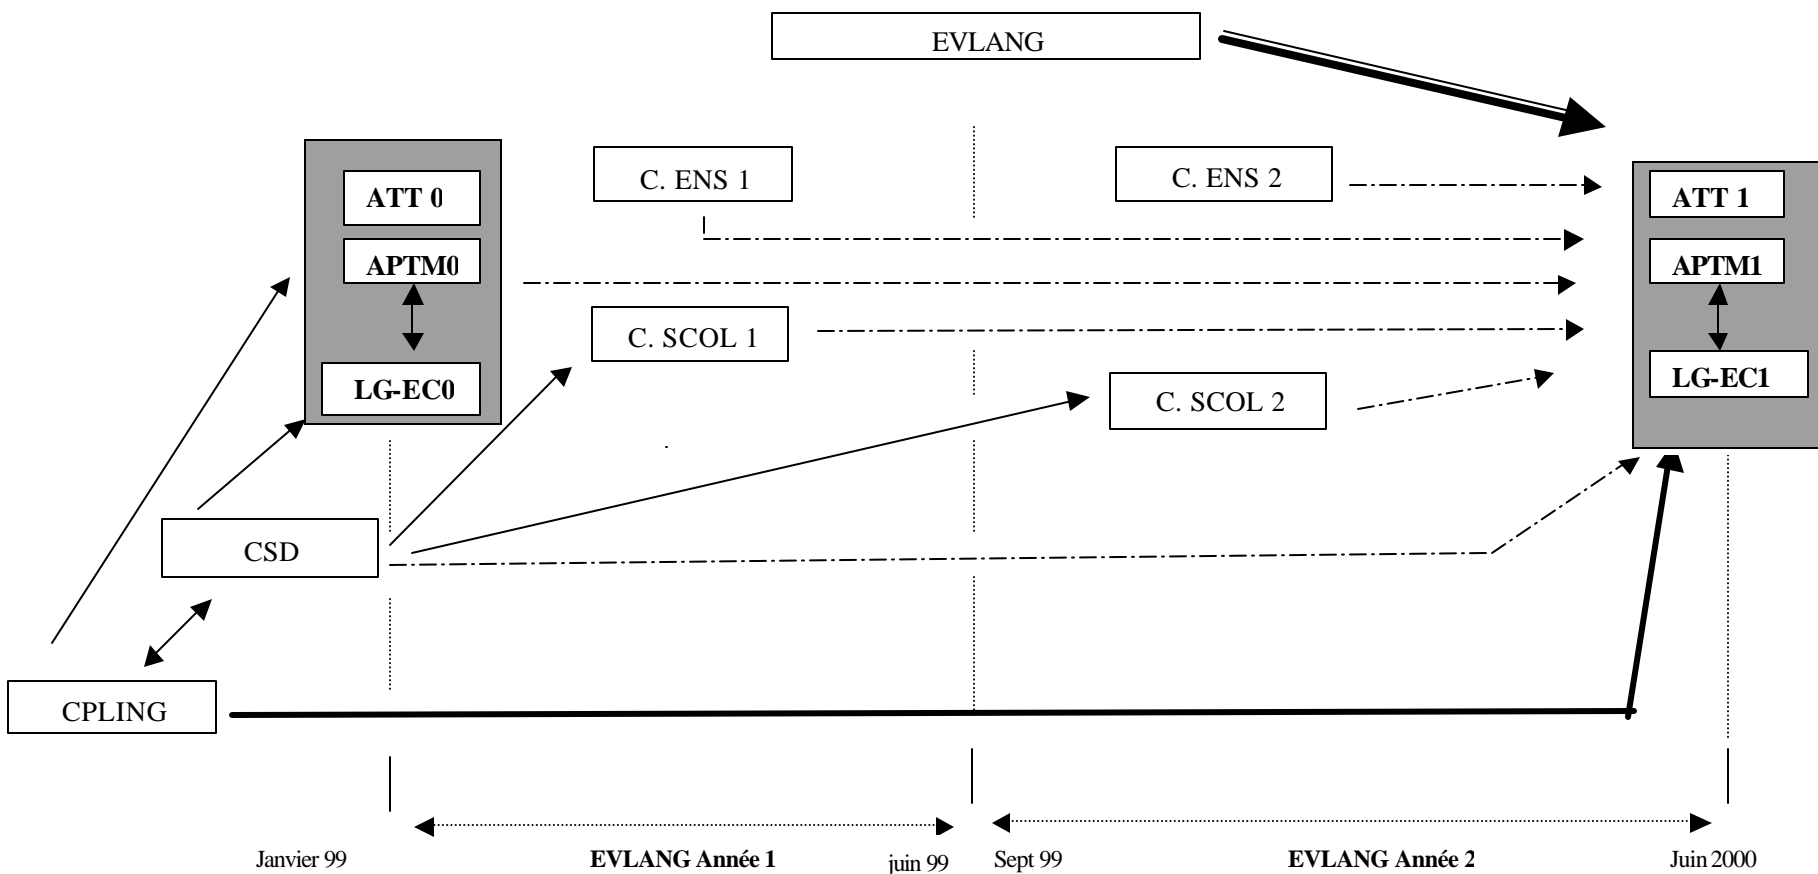 EVLANG
C. ENS 1
C. ENS 2
ATT 0
ATT 1
APTM0
APTM1
C. SCOL 1
LG-EC0
LG-EC1
C. SCOL 2
CSD
CPLING
Janvier 99
EVLANG Année 1
juin 99
Sept 99
EVLANG Année 2
Juin 2000